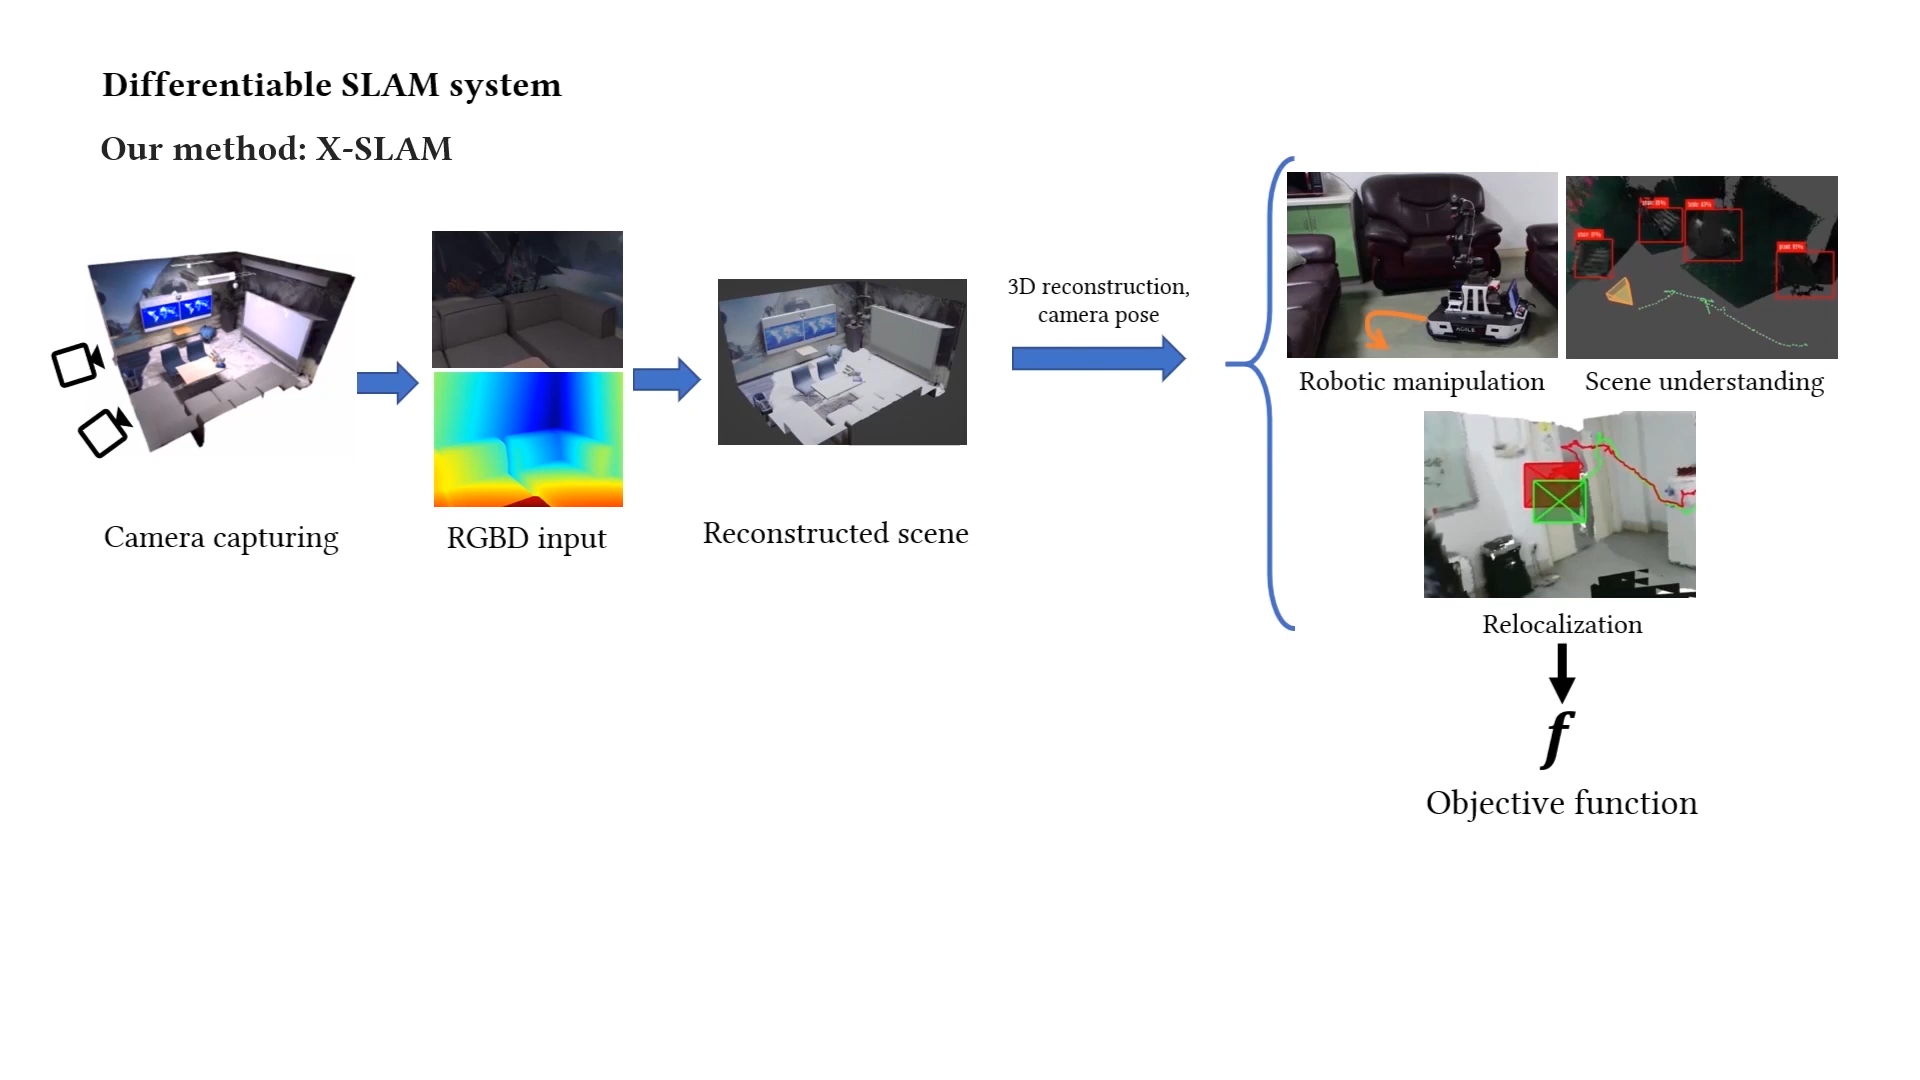 Differentiable SLAM system
Our method: X-SLAM
3D reconstruction,
camera pose
Camera capturing
RGBD input
Reconstructed scene
AGILE
Robotic manipulation
Scene understanding
Relocalization
f
Objective function